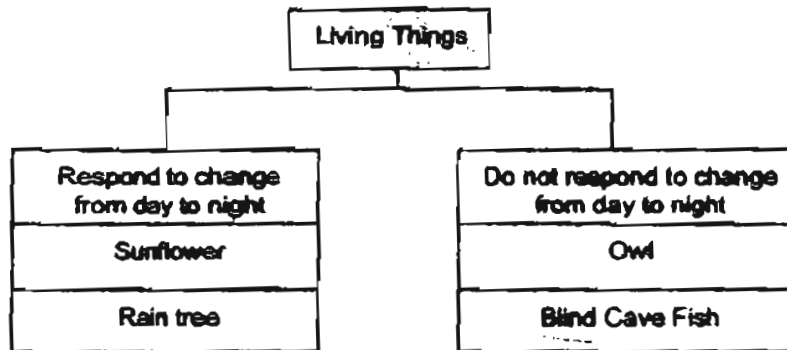 Living Things
Respond to change
from day to night
Sunflower
Rain tree
Do not respond to change
from day to night
Owl
Blind Cave Fish